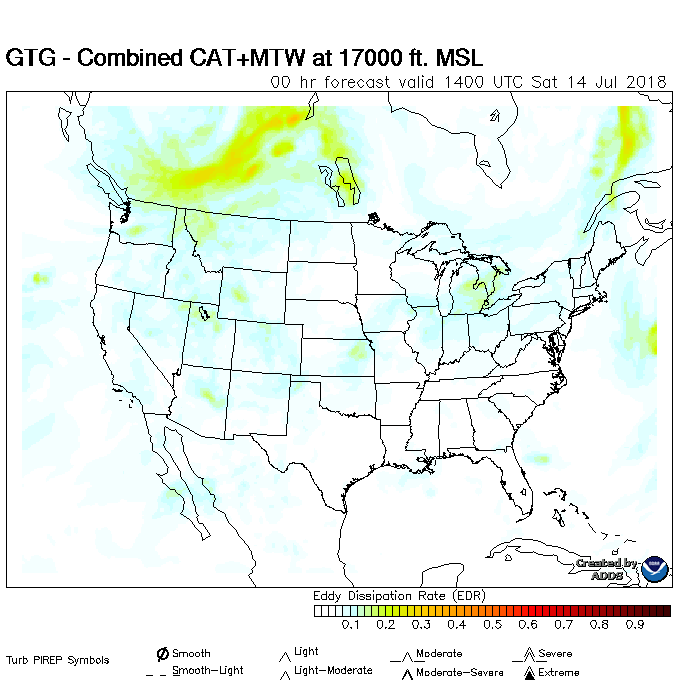 GTG - Combined CAT+MTW at 17000 ft. MSL
00 hr forecast valid 1400 UTC Sat 14 Jul 2018
Created by
ADDS
Eddy Dissipation Rate (EDR)
0.1 0.2 0.3 0.4 0.5 0.6 0.7 0.8 0.9
Turb PIREP Symbols
Smooth Light Moderate Severe
Smooth-Light Light-Moderate Moderate-Severe Extreme